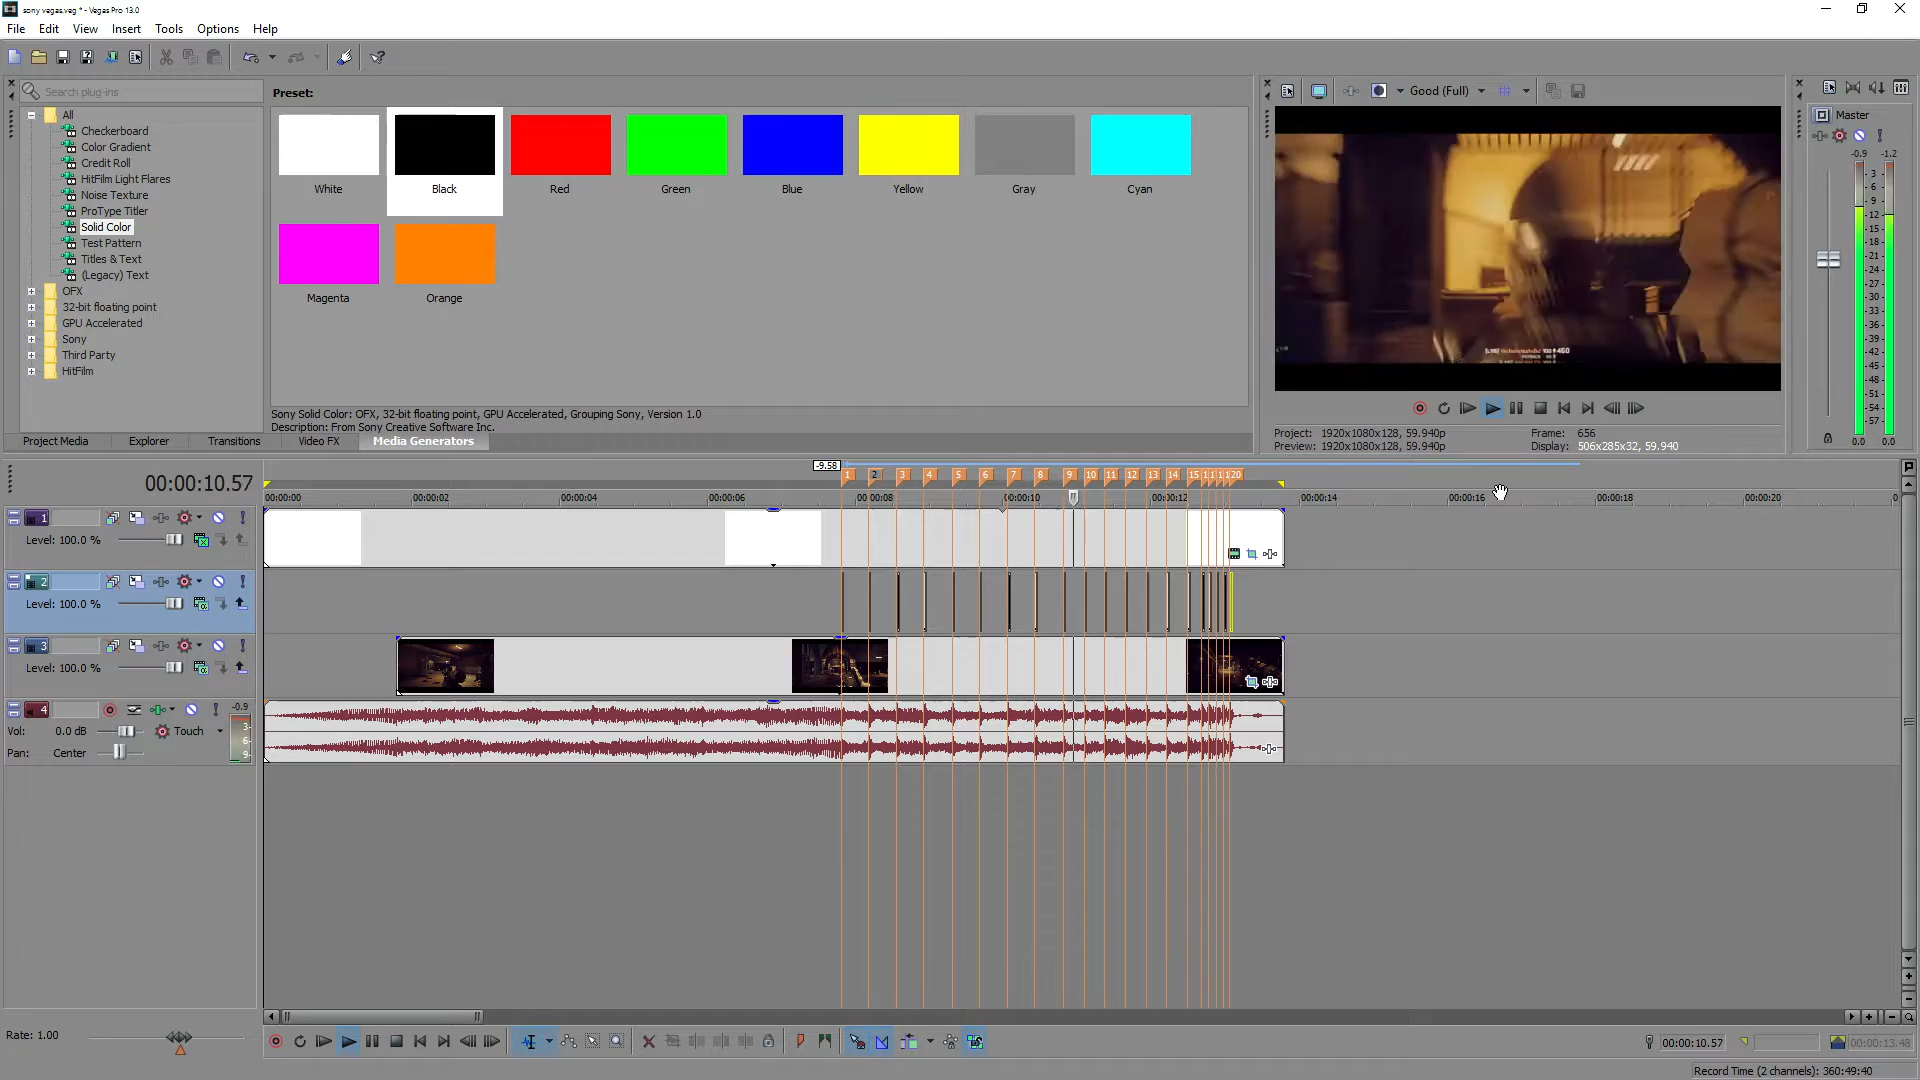 sony vegas.veg * - Vegas Pro 13.0
File Edit View Insert Tools Options Help
Search plug-ins
All
Checkerboard
Color Gradient
Credit Roll
HitFilm Light Flares
Noise Texture
ProType Titler
Solid Color
Test Pattern
Titles & Text
(Legacy) Text
OFX
32-bit floating point
GPU Accelerated
Sony
Third Party
HitFilm
Preset:
White Black Red Green Blue Yellow Gray Cyan
Magenta Orange
Sony Solid Color: OFX, 32-bit floating point, GPU Accelerated, Grouping Sony, Version 1.0
Description: From Sony Creative Software Inc.
Project Media Explorer Transitions Video FX Media Generators
Good (Full)
Project: 1920x1080x128, 59.940p
Preview: 1920x1080x128, 59.940p
Frame: 656
Display: 506x285x32, 59.940
Master
-0.9 -1.2
3
6
9
12
15
18
21
24
27
30
33
36
39
42
45
48
51
54
57
0.0 0.0
00:00:10.57
-9.58
1 2 3 4 5 6 7 8 9 10 11 12 13 14 15 1 1 1 120
00:00:00 00:00:02 00:00:04 00:00:06 00:00:08 00:00:10 00:00:12 00:00:14 00:00:16 00:00:18 00:00:20 0
1
Level: 100.0 %
2
Level: 100.0 %
3
Level: 100.0 %
4 -0.9
Vol: 0.0 dB Touch 3
6
Pan: Center 9
Rate: 1.00
00:00:10.57 00:00:13.48
Record Time (2 channels): 360:49:40